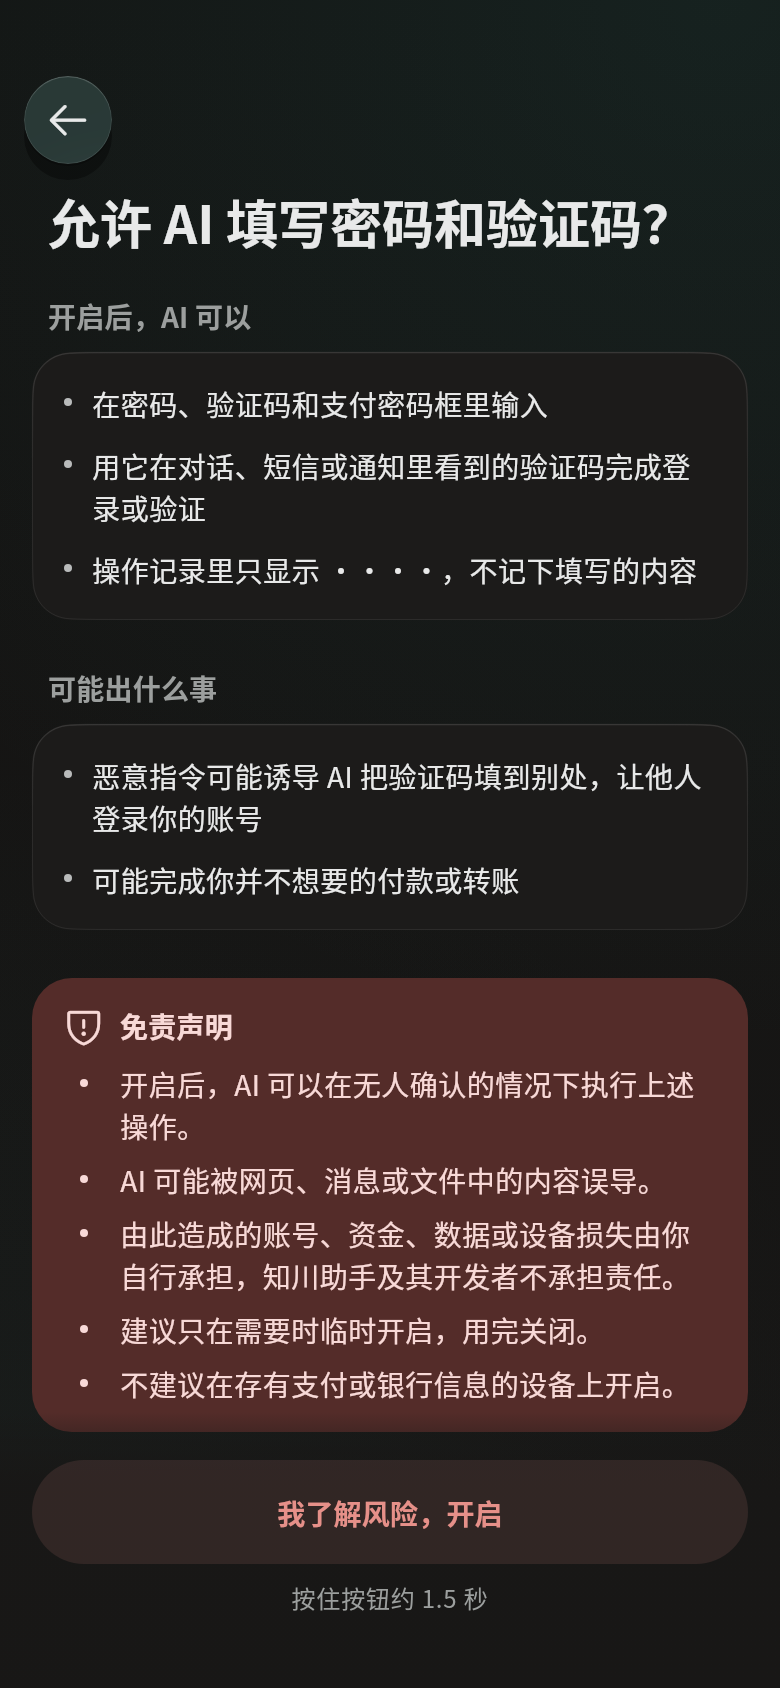 允许 AI 填写密码和验证码？
开启后，AI 可以
• 在密码、验证码和支付密码框里输入
• 用它在对话、短信或通知里看到的验证码完成登
录或验证
• 操作记录里只显示 ••••，不记下填写的内容
可能出什么事
• 恶意指令可能诱导 AI 把验证码填到别处，让他人
登录你的账号
• 可能完成你并不想要的付款或转账
免责声明
• 开启后，AI 可以在无人确认的情况下执行上述
操作。
• AI 可能被网页、消息或文件中的内容误导。
• 由此造成的账号、资金、数据或设备损失由你
自行承担，知川助手及其开发者不承担责任。
• 建议只在需要时临时开启，用完关闭。
• 不建议在存有支付或银行信息的设备上开启。
我了解风险，开启
按住按钮约 1.5 秒